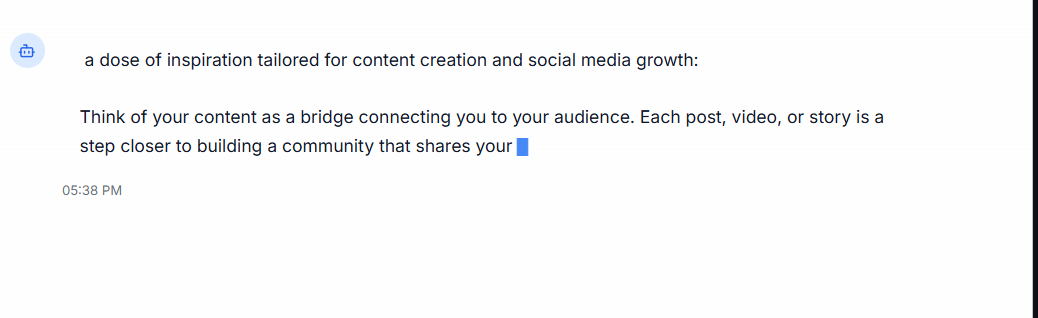 a dose of inspiration tailored for content creation and social media growth:
Think of your content as a bridge connecting you to your audience. Each post, video, or story is a
step closer to building a community that shares your
05:38 PM